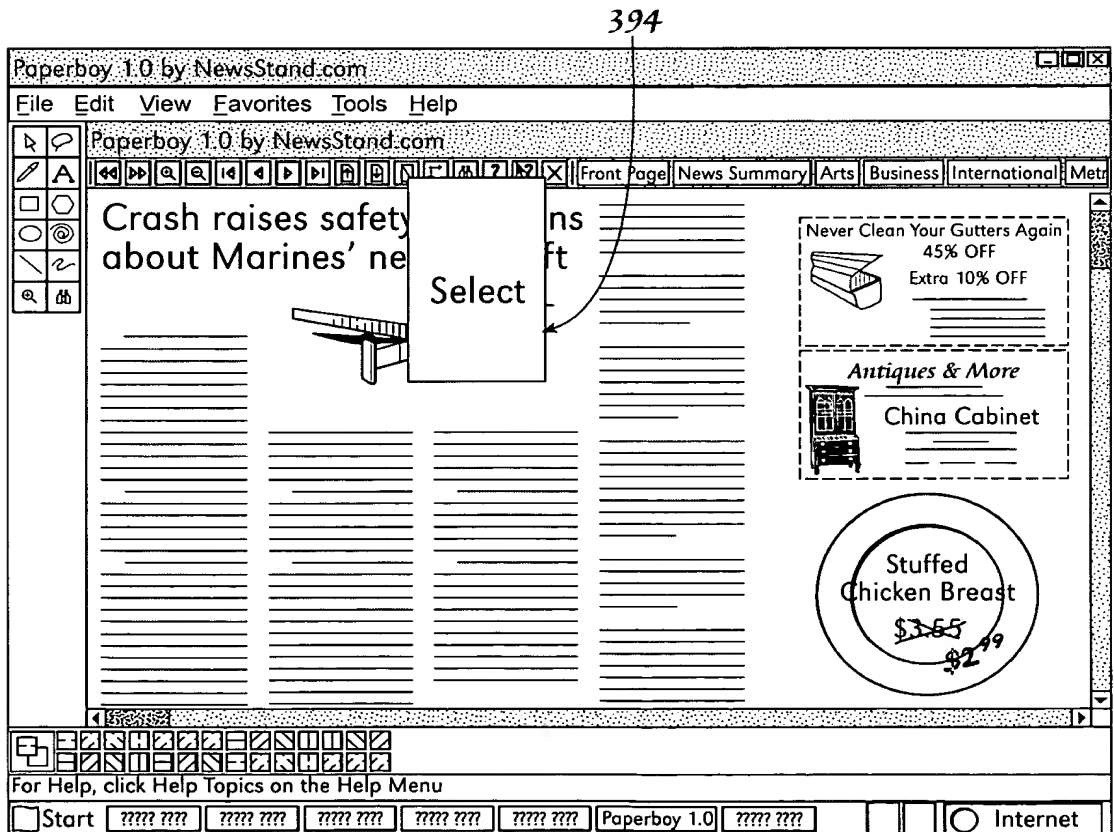 394
Paperboy 1.0 by NewsStand.com
File Edit View Favorites Tools Help
Paperboy 1.0 by NewsStand.com
Front Page News Summary Arts Business International Metr
Crash raises safety ns
about Marines' ne ft
Select
Never Clean Your Gutters Again
45% OFF
Extra 10% OFF
Antiques & More
China Cabinet
Stuffed
Chicken Breast
$3.55
$2.99
For Help, click Help Topics on the Help Menu
Start ????? ???? ????? ???? ????? ???? ????? ???? ????? ???? Paperboy 1.0 ????? ???? Internet